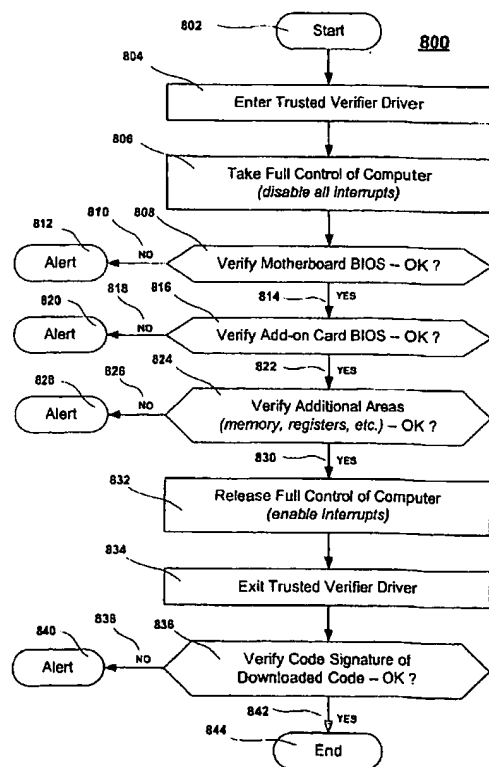 802
Start
800
804
Enter Trusted Verifier Driver
806
Take Full Control of Computer
(disable all interrupts)
812
810
808
Alert
NO
Verify Motherboard BIOS – OK ?
814
YES
820
818
816
Alert
NO
Verify Add-on Card BIOS – OK ?
824
822
YES
828
826
Alert
NO
Verify Additional Areas
(memory, registers, etc.) – OK ?
830
YES
832
Release Full Control of Computer
(enable interrupts)
834
Exit Trusted Verifier Driver
840
838
836
Alert
NO
Verify Code Signature of
Downloaded Code – OK ?
842
YES
844
End